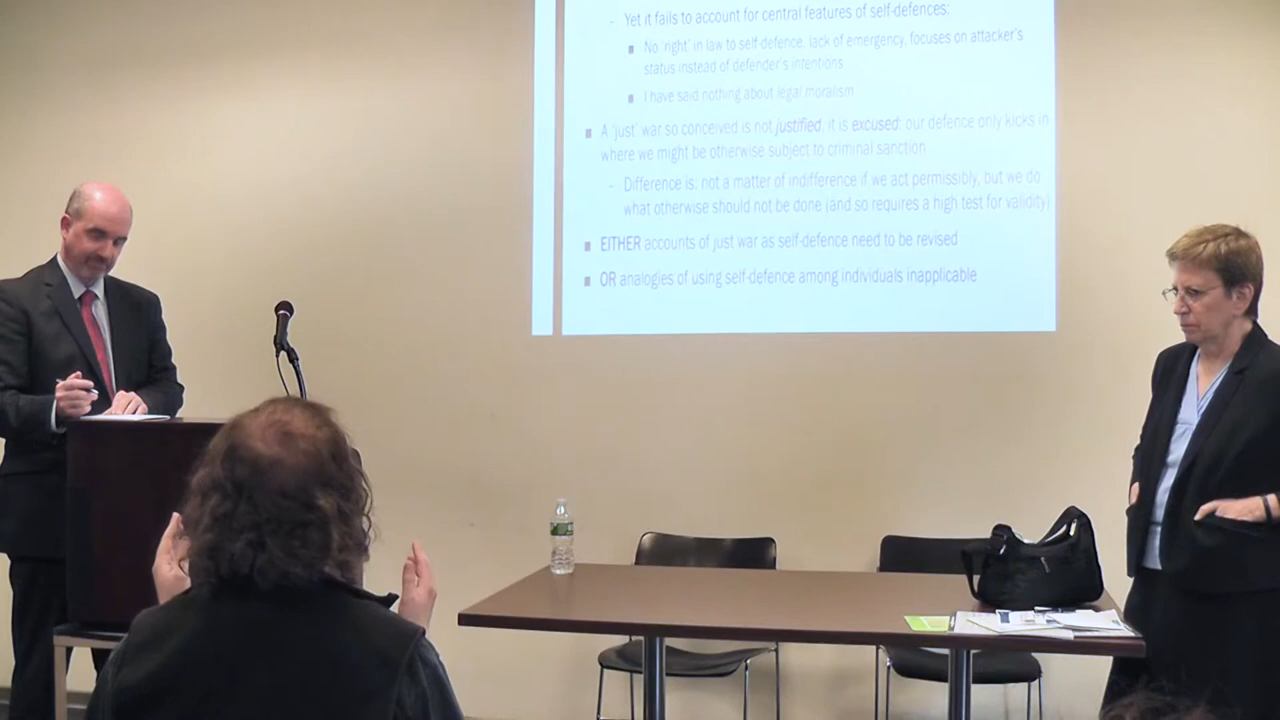 - Yet it fails to account for central features of self-defences:
■ No 'right' in law to self-defence, lack of emergency, focuses on attacker's
status instead of defender's intentions
■ I have said nothing about legal moralism
■ A 'just' war so conceived is not justified, it is excused: our defence only kicks in
where we might be otherwise subject to criminal sanction
- Difference is: not a matter of indifference if we act permissibly, but we do
what otherwise should not be done (and so requires a high test for validity)
■ EITHER accounts of just war as self-defence need to be revised
■ OR analogies of using self-defence among individuals inapplicable